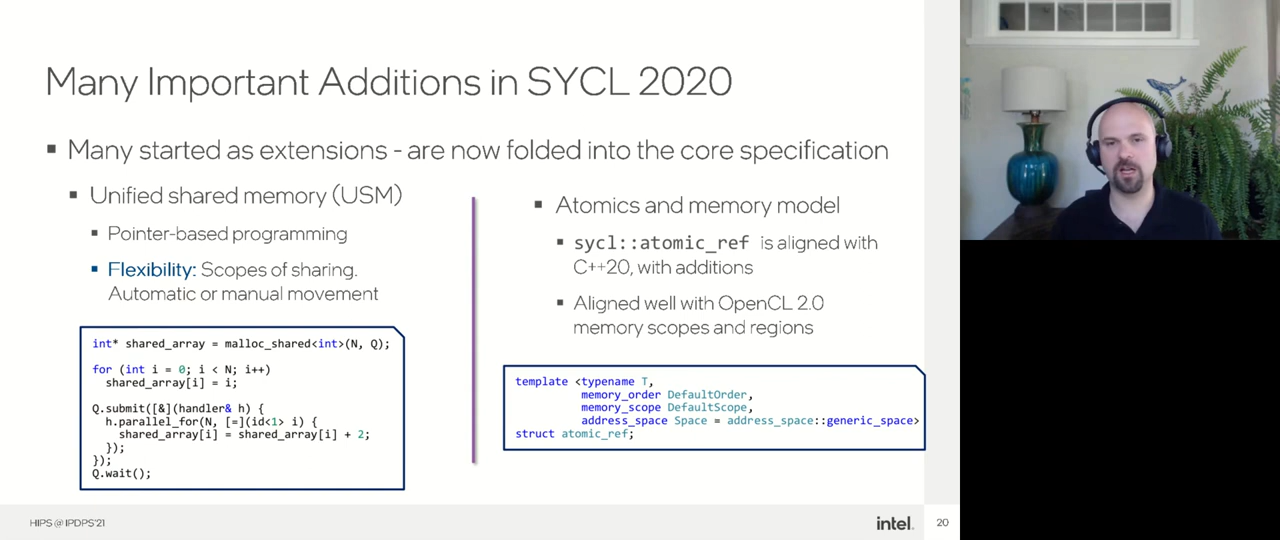 Many Important Additions in SYCL 2020
▪ Many started as extensions - are now folded into the core specification
▪ Unified shared memory (USM)
▪ Pointer-based programming
▪ Flexibility: Scopes of sharing.
Automatic or manual movement
int* shared_array = malloc_shared<int>(N, Q);
for (int i = 0; i < N; i++)
  shared_array[i] = i;
Q.submit([&](handler& h) {
  h.parallel_for(N, [=](id<1> i) {
    shared_array[i] = shared_array[i] + 2;
  });
});
Q.wait();
▪ Atomics and memory model
▪ sycl::atomic_ref is aligned with
C++20, with additions
▪ Aligned well with OpenCL 2.0
memory scopes and regions
template <typename T,
          memory_order DefaultOrder,
          memory_scope DefaultScope,
          address_space Space = address_space::generic_space>
struct atomic_ref;
HIPS @ IPDPS'21
intel.
20